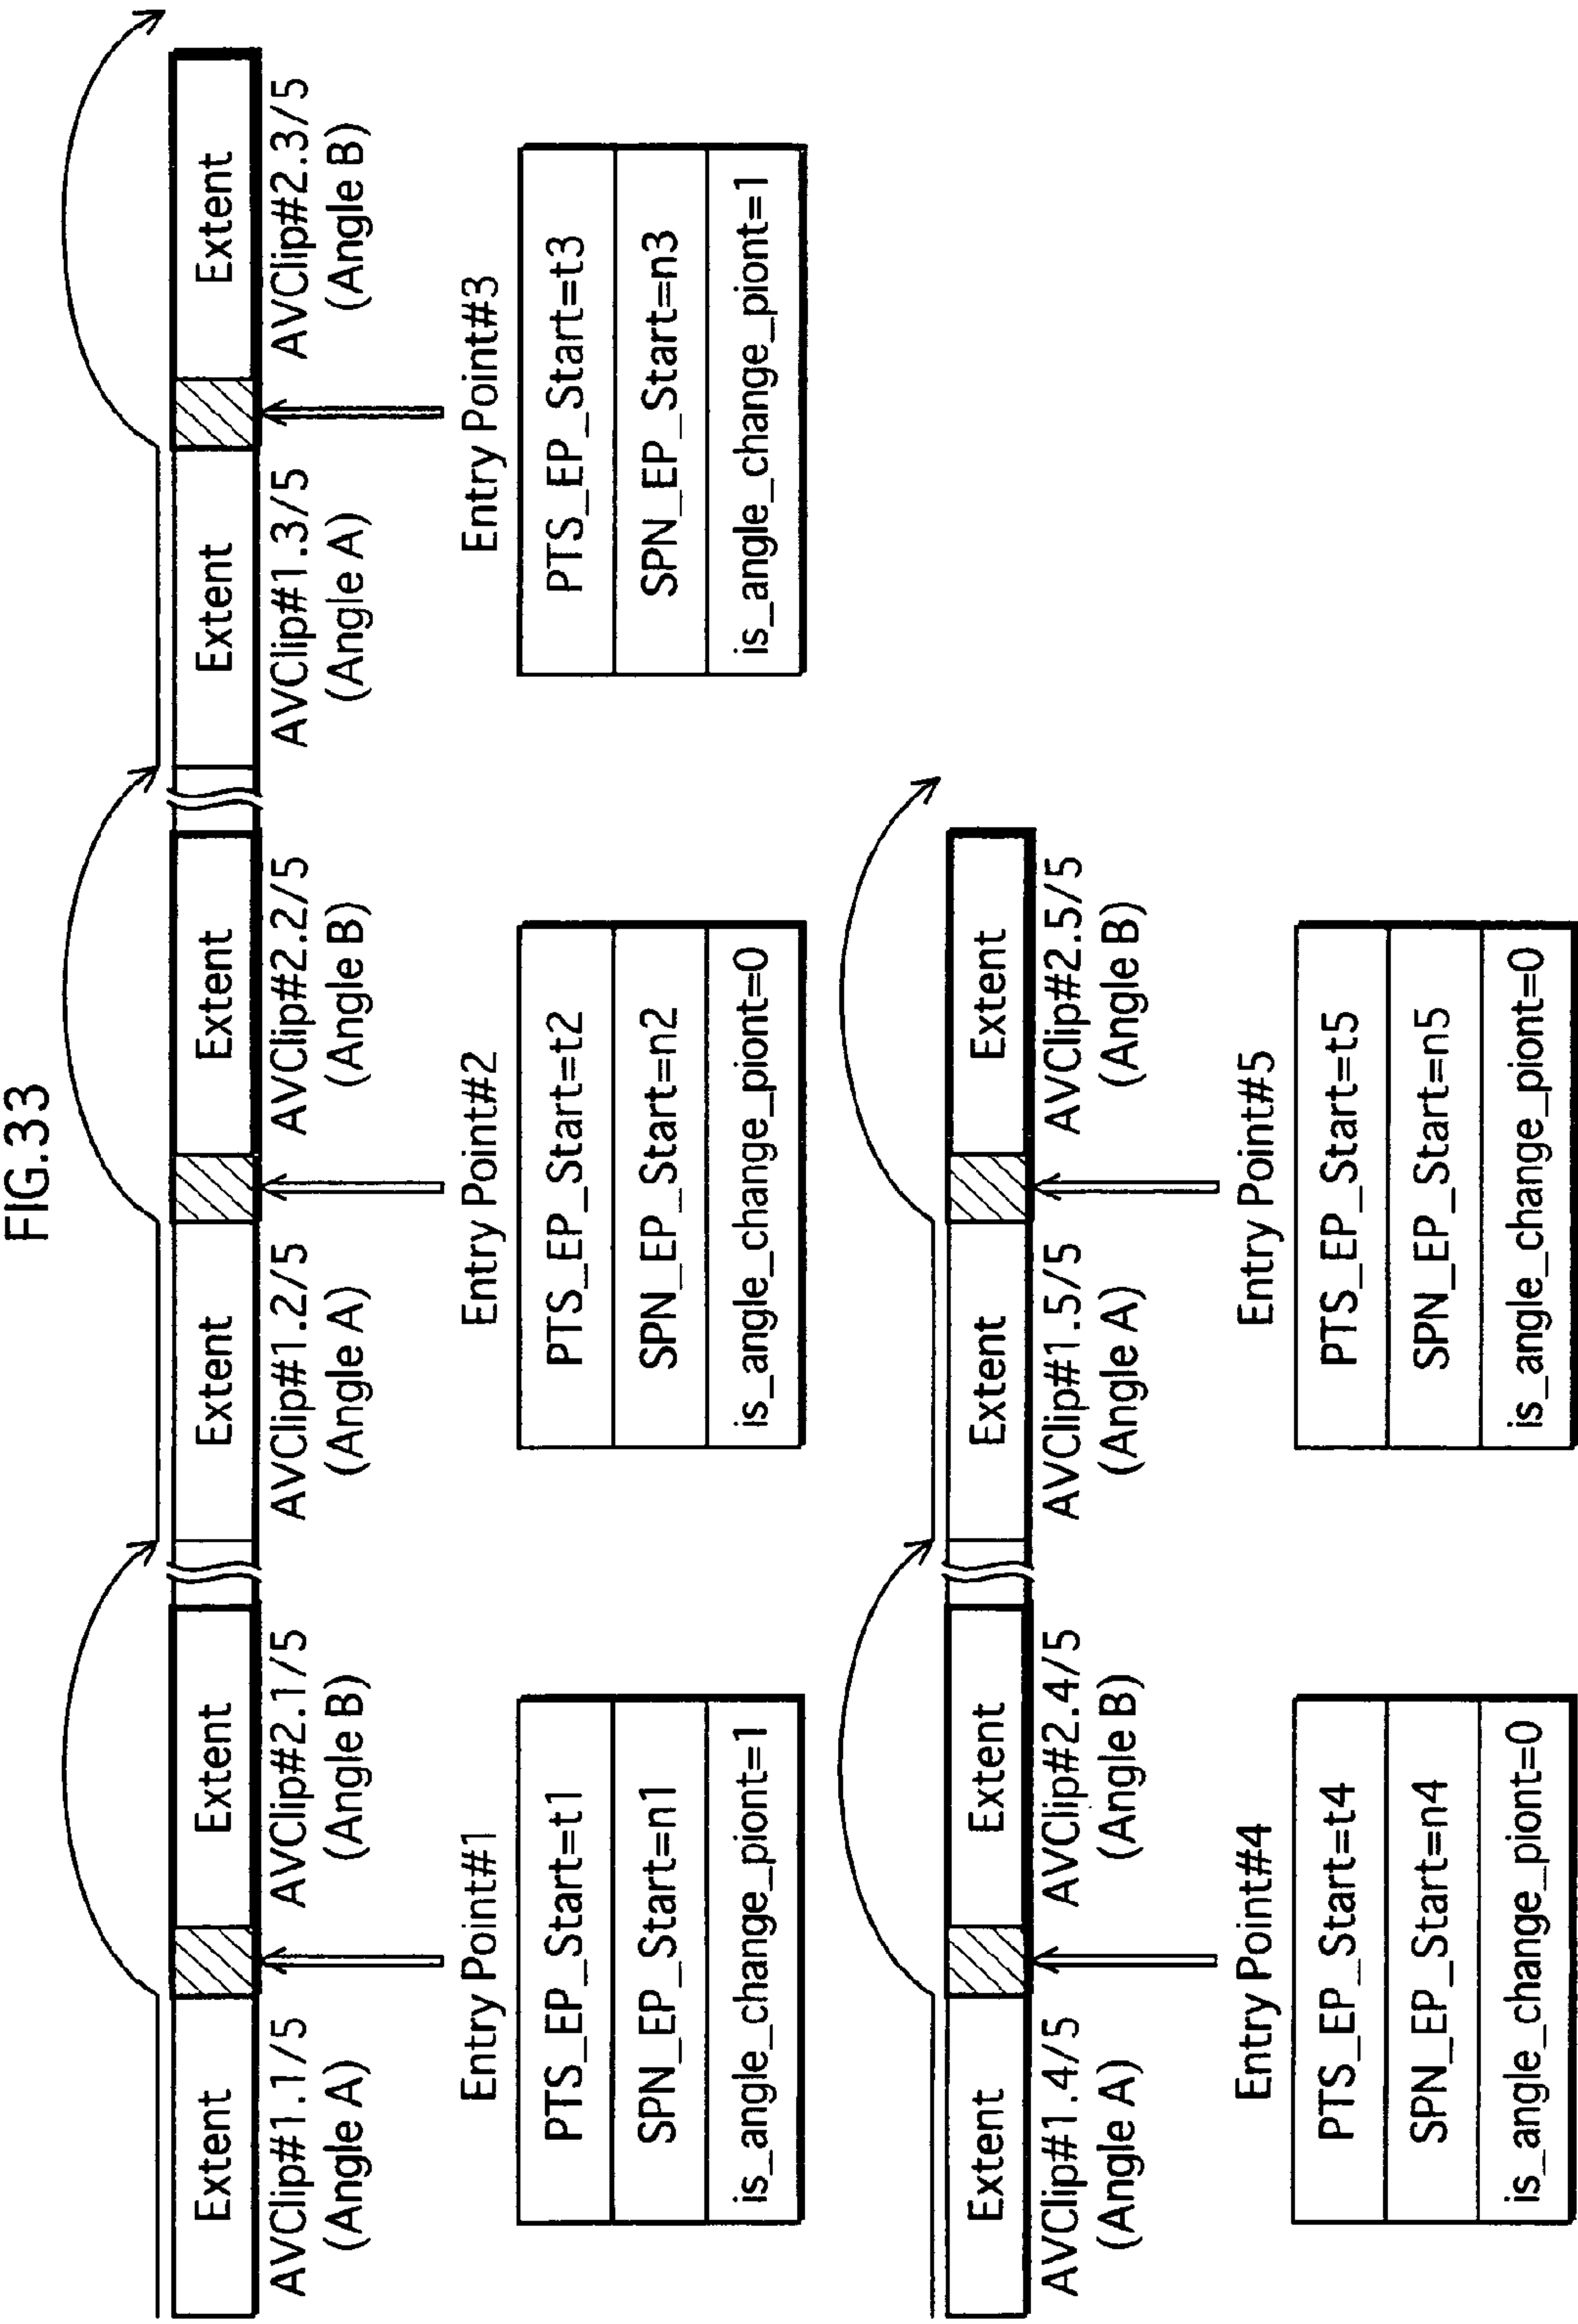 FIG.33
Extent
Extent
Extent
Extent
Extent
Extent
AVClip#1.1/5
AVClip#2.1/5
AVClip#1.2/5
AVClip#2.2/5
AVClip#1.3/5
AVClip#2.3/5
(Angle A)
(Angle B)
(Angle A)
(Angle B)
(Angle A)
(Angle B)
Entry Point#1
PTS_EP_Start=t1
SPN_EP_Start=n1
is_angle_change_piont=1
Entry Point#2
PTS_EP_Start=t2
SPN_EP_Start=n2
is_angle_change_piont=0
Entry Point#3
PTS_EP_Start=t3
SPN_EP_Start=n3
is_angle_change_piont=1
Extent
Extent
Extent
Extent
AVClip#1.4/5
AVClip#2.4/5
AVClip#1.5/5
AVClip#2.5/5
(Angle A)
(Angle B)
(Angle A)
(Angle B)
Entry Point#4
PTS_EP_Start=t4
SPN_EP_Start=n4
is_angle_change_piont=0
Entry Point#5
PTS_EP_Start=t5
SPN_EP_Start=n5
is_angle_change_piont=0